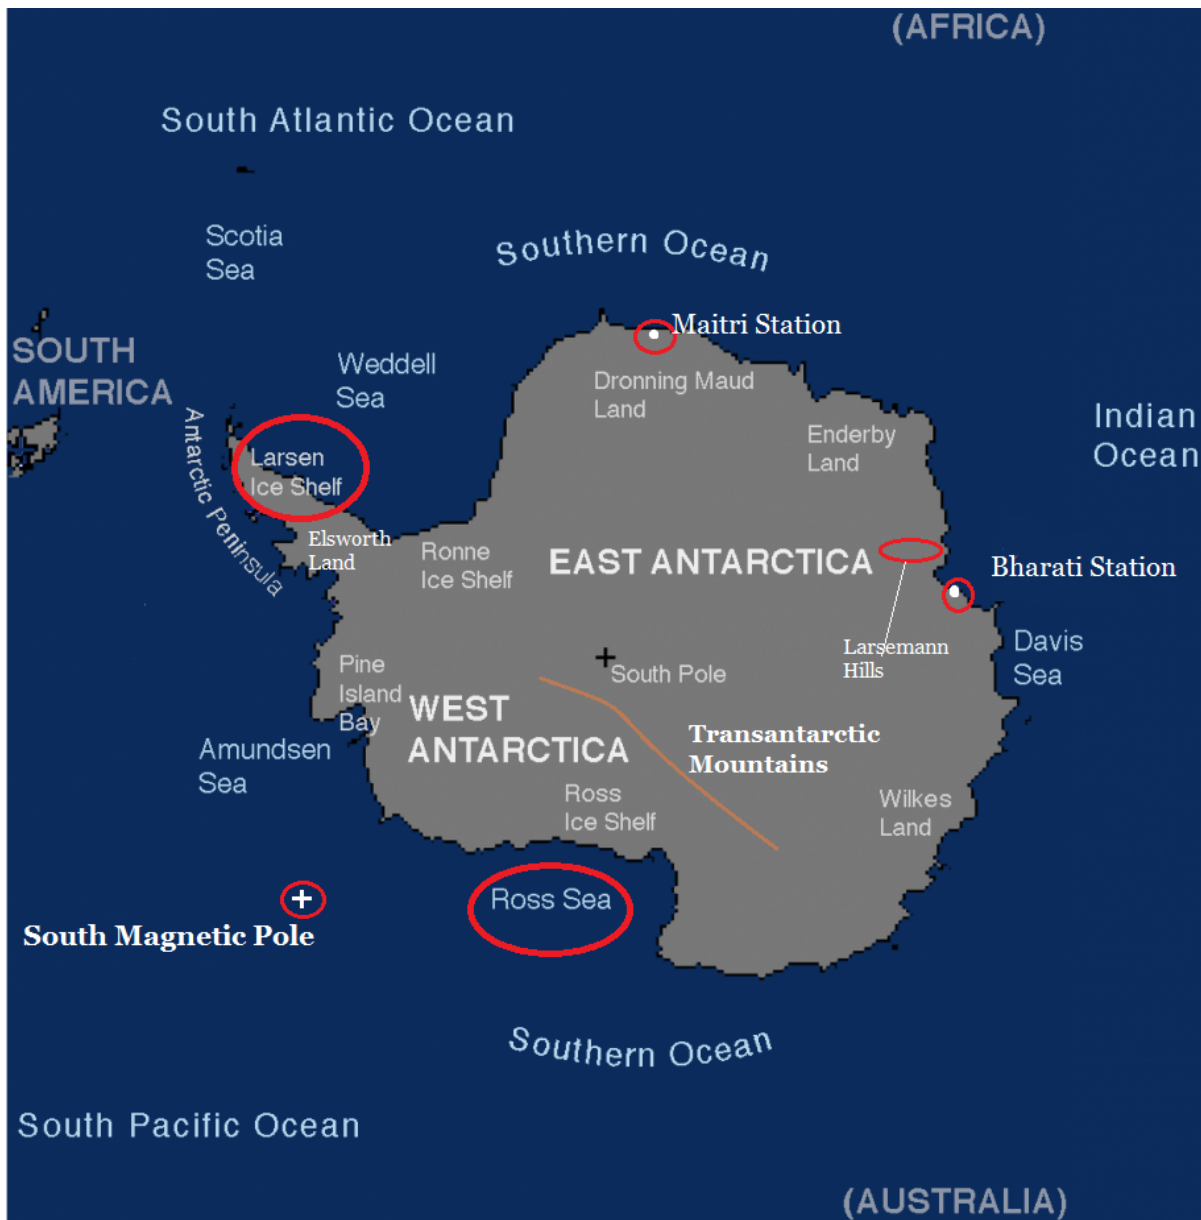 (AFRICA)
South Atlantic Ocean
Scotia
Sea
Southern Ocean
SOUTH
AMERICA
Weddell
Sea
Maitri Station
Dronning Maud
Land
Enderby
Land
Indian
Ocean
Antarctic Peninsula
Larsen
Ice Shelf
Elsworth
Land
Ronne
Ice Shelf
EAST ANTARCTICA
Bharati Station
Larsemann
Hills
Davis
Sea
South Pole
Pine
Island
Bay
WEST
ANTARCTICA
Transantarctic
Mountains
Amundsen
Sea
Ross
Ice Shelf
Wilkes
Land
Ross Sea
South Magnetic Pole
Southern Ocean
South Pacific Ocean
(AUSTRALIA)